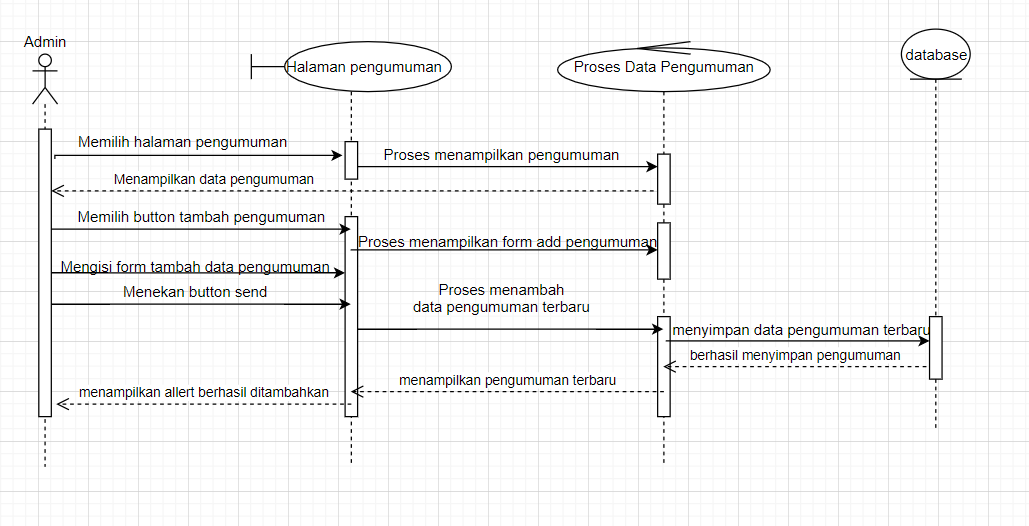 Admin
Halaman pengumuman
Proses Data Pengumuman
database
Memilih halaman pengumuman
Proses menampilkan pengumuman
Menampilkan data pengumuman
Memilih button tambah pengumuman
Proses menampilkan form add pengumuman
Mengisi form tambah data pengumuman
Menekan button send
Proses menambah
data pengumuman terbaru
menyimpan data pengumuman terbaru
berhasil menyimpan pengumuman
menampilkan pengumuman terbaru
menampilkan allert berhasil ditambahkan